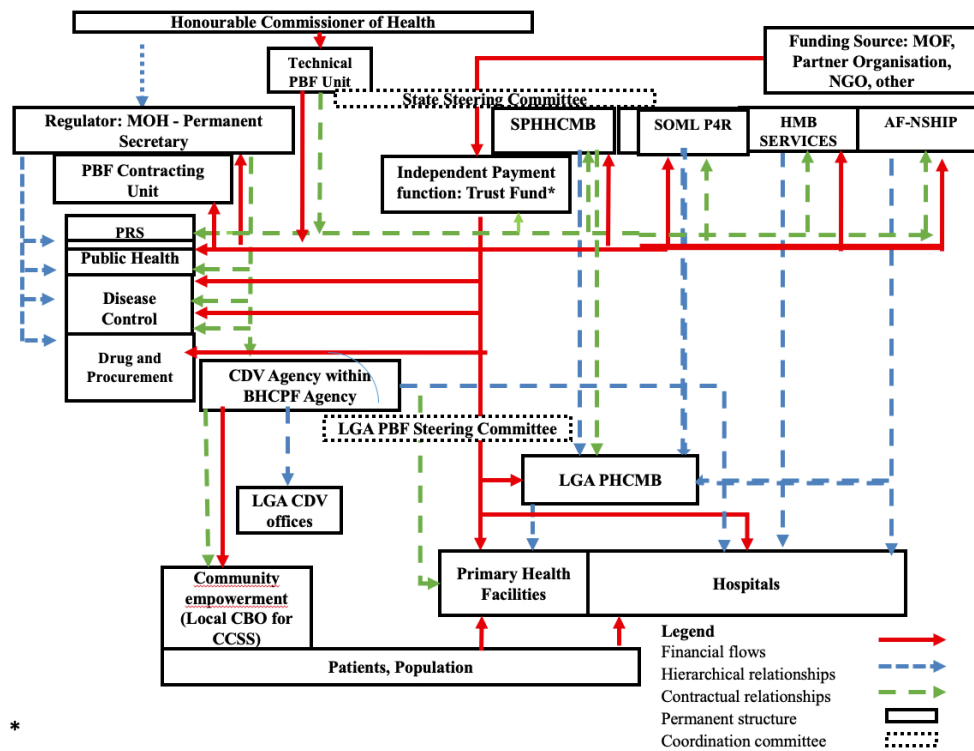 Honourable Commissioner of Health
Technical
PBF Unit
Funding Source: MOF,
Partner Organisation,
NGO, other
State Steering Committee
Regulator: MOH - Permanent
Secretary
SPHHCMB
SOML P4R
HMB
SERVICES
AF-NSHIP
PBF Contracting
Unit
Independent Payment
function: Trust Fund*
PRS
Public Health
Disease
Control
Drug and
Procurement
CDV Agency within
BHCPF Agency
LGA PBF Steering Committee
LGA PHCMB
LGA CDV
offices
Community
empowerment
(Local CBO for
CCSS)
Primary Health
Facilities
Hospitals
Patients, Population
Legend
Financial flows
Hierarchical relationships
Contractual relationships
Permanent structure
Coordination committee
*